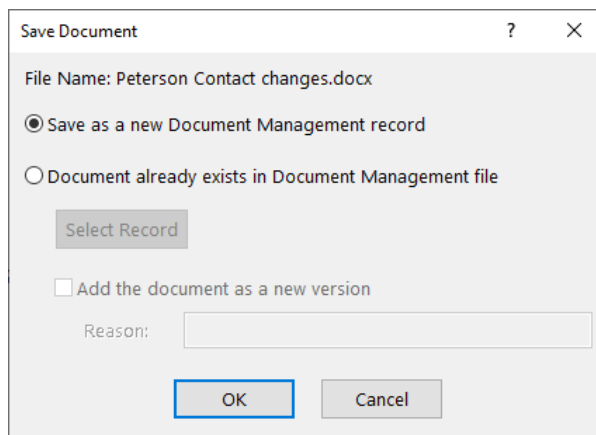 Save Document
File Name: Peterson Contact changes.docx
Save as a new Document Management record
Document already exists in Document Management file
Select Record
Add the document as a new version
Reason:
OK Cancel